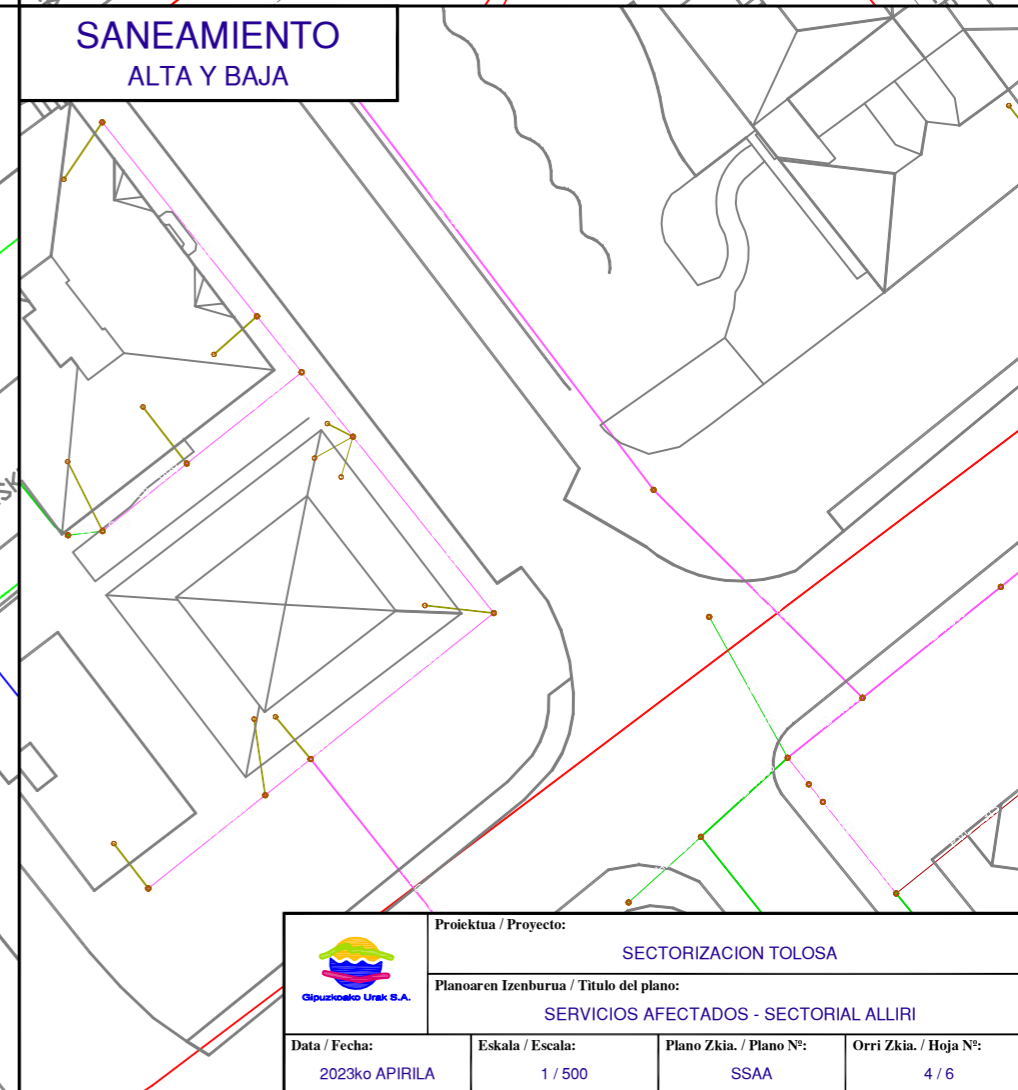 SANEAMIENTO
ALTA Y BAJA
Proiektua / Proyecto:
SECTORIZACION TOLOSA
Planoaren Izenburua / Titulo del plano:
SERVICIOS AFECTADOS - SECTORIAL ALLIRI
Gipuzkoako Urak S.A.
Data / Fecha:
2023ko APIRILA
Eskala / Escala:
1 / 500
Plano Zkia. / Plano Nº:
SSAA
Orri Zkia. / Hoja Nº:
4 / 6